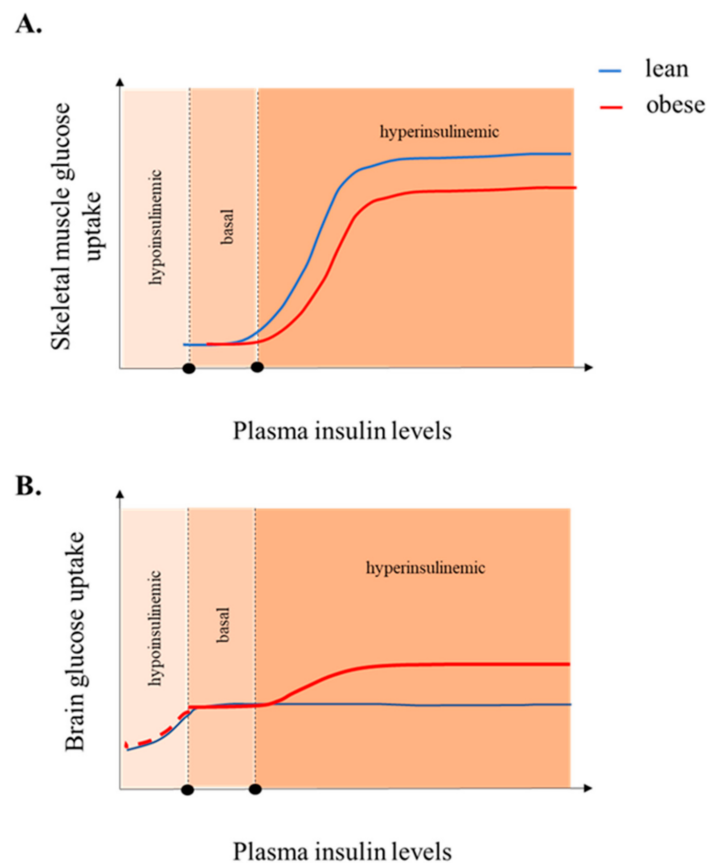 A.
lean
obese
Skeletal muscle glucose
uptake
hypoinsulinemic
basal
hyperinsulinemic
Plasma insulin levels
B.
Brain glucose uptake
hypoinsulinemic
basal
hyperinsulinemic
Plasma insulin levels